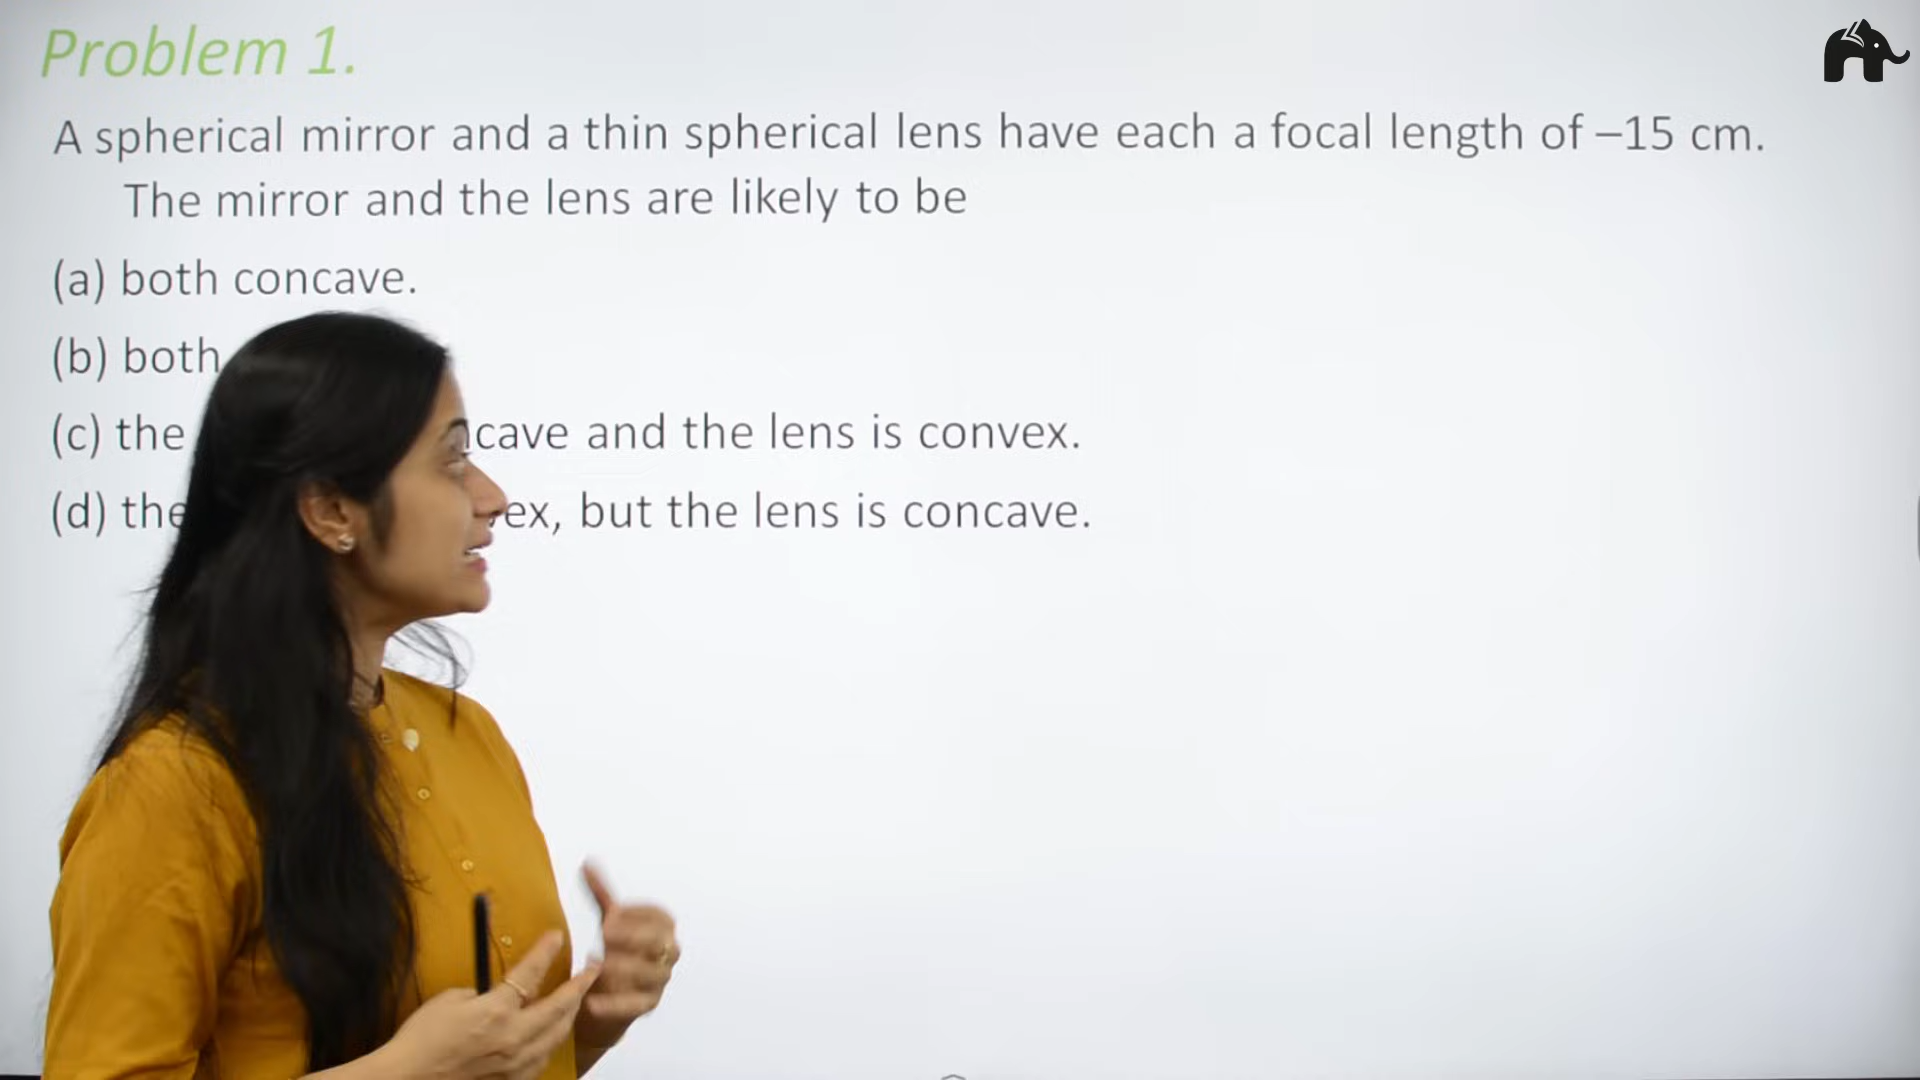 Problem 1.
A spherical mirror and a thin spherical lens have each a focal length of –15 cm.
The mirror and the lens are likely to be
(a) both concave.
(b) both
(c) the cave and the lens is convex.
(d) the ex, but the lens is concave.